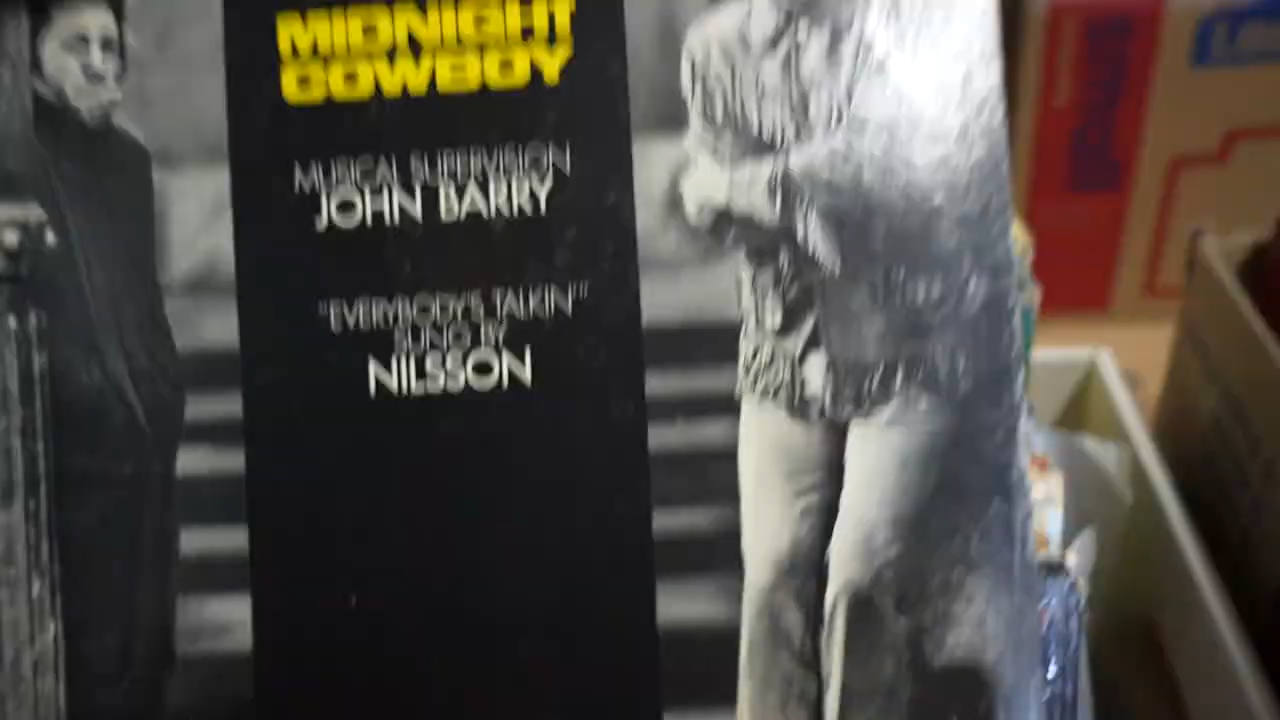 MIDNIGHT
COWBOY
MUSICAL SUPERVISION
JOHN BARRY
"EVERYBODY'S TALKIN'"
SUNG BY
NILSSON